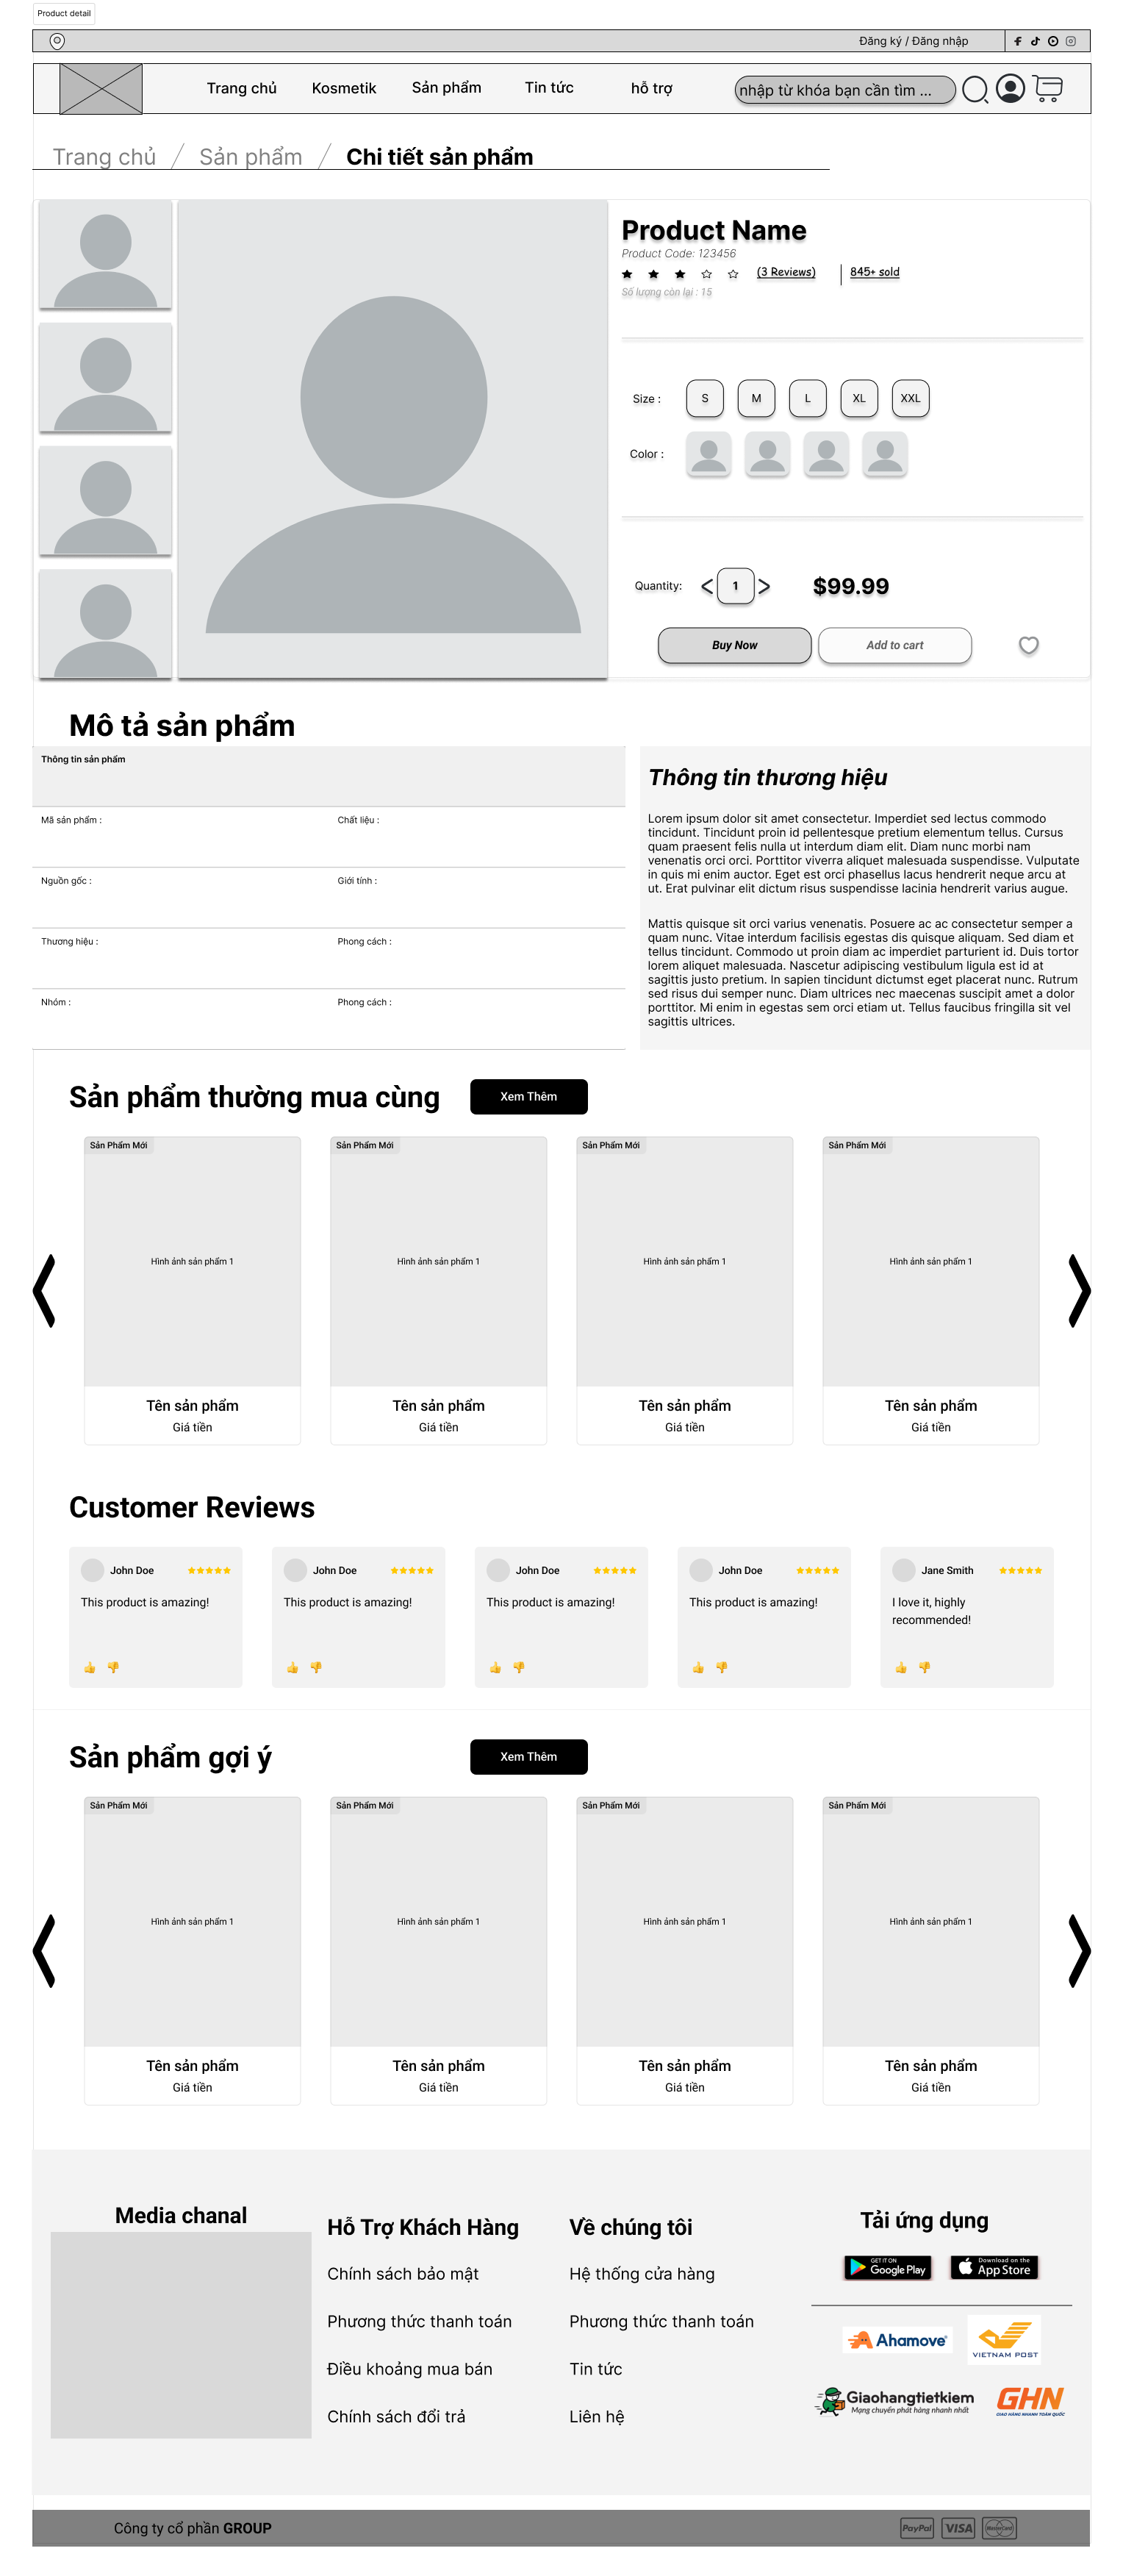 Product detail
Đăng ký / Đăng nhập
Trang chủ
Kosmetik
Sản phẩm
Tin tức
hỗ trợ
nhập từ khóa bạn cần tìm ...
Trang chủ / Sản phẩm / Chi tiết sản phẩm
Product Name
Product Code: 123456
(3 Reviews)
845+ sold
Số lượng còn lại : 15
Size :
S
M
L
XL
XXL
Color :
Quantity:
< 1 >
$99.99
Buy Now
Add to cart
Mô tả sản phẩm
Thông tin sản phẩm
Mã sản phẩm :
Chất liệu :
Nguồn gốc :
Giới tính :
Thương hiệu :
Phong cách :
Nhóm :
Phong cách :
Thông tin thương hiệu
Lorem ipsum dolor sit amet consectetur. Imperdiet sed lectus commodo
tincidunt. Tincidunt proin id pellentesque pretium elementum tellus. Cursus
quam praesent felis nulla ut interdum diam elit. Diam nunc morbi nam
venenatis orci orci. Porttitor viverra aliquet malesuada suspendisse. Vulputate
in quis mi enim auctor. Eget est orci phasellus lacus hendrerit neque arcu at
ut. Erat pulvinar elit dictum risus suspendisse lacinia hendrerit varius augue.
Mattis quisque sit orci varius venenatis. Posuere ac ac consectetur semper a
quam nunc. Vitae interdum facilisis egestas dis quisque aliquam. Sed diam et
tellus tincidunt. Commodo ut proin diam ac imperdiet parturient id. Duis tortor
lorem aliquet malesuada. Nascetur adipiscing vestibulum ligula est id at
sagittis justo pretium. In sapien tincidunt dictumst eget placerat nunc. Rutrum
sed risus dui semper nunc. Diam ultrices nec maecenas suscipit amet a dolor
porttitor. Mi enim in egestas sem orci etiam ut. Tellus faucibus fringilla sit vel
sagittis ultrices.
Sản phẩm thường mua cùng
Xem Thêm
Sản Phẩm Mới
Sản Phẩm Mới
Sản Phẩm Mới
Sản Phẩm Mới
Hình ảnh sản phẩm 1
Hình ảnh sản phẩm 1
Hình ảnh sản phẩm 1
Hình ảnh sản phẩm 1
Tên sản phẩm
Tên sản phẩm
Tên sản phẩm
Tên sản phẩm
Giá tiền
Giá tiền
Giá tiền
Giá tiền
Customer Reviews
John Doe
This product is amazing!
John Doe
This product is amazing!
John Doe
This product is amazing!
John Doe
This product is amazing!
Jane Smith
I love it, highly
recommended!
Sản phẩm gợi ý
Xem Thêm
Sản Phẩm Mới
Sản Phẩm Mới
Sản Phẩm Mới
Sản Phẩm Mới
Hình ảnh sản phẩm 1
Hình ảnh sản phẩm 1
Hình ảnh sản phẩm 1
Hình ảnh sản phẩm 1
Tên sản phẩm
Tên sản phẩm
Tên sản phẩm
Tên sản phẩm
Giá tiền
Giá tiền
Giá tiền
Giá tiền
Media chanal
Hỗ Trợ Khách Hàng
Chính sách bảo mật
Phương thức thanh toán
Điều khoảng mua bán
Chính sách đổi trả
Về chúng tôi
Hệ thống cửa hàng
Phương thức thanh toán
Tin tức
Liên hệ
Tải ứng dụng
GET IT ON
Google Play
Download on the
App Store
Ahamove
VIETNAM POST
Giaohangtietkiem
Mạng chuyển phát hàng nhanh nhất
GHN
GIAO HÀNG NHANH TOÀN QUỐC
Công ty cổ phần GROUP
PayPal
VISA
MasterCard